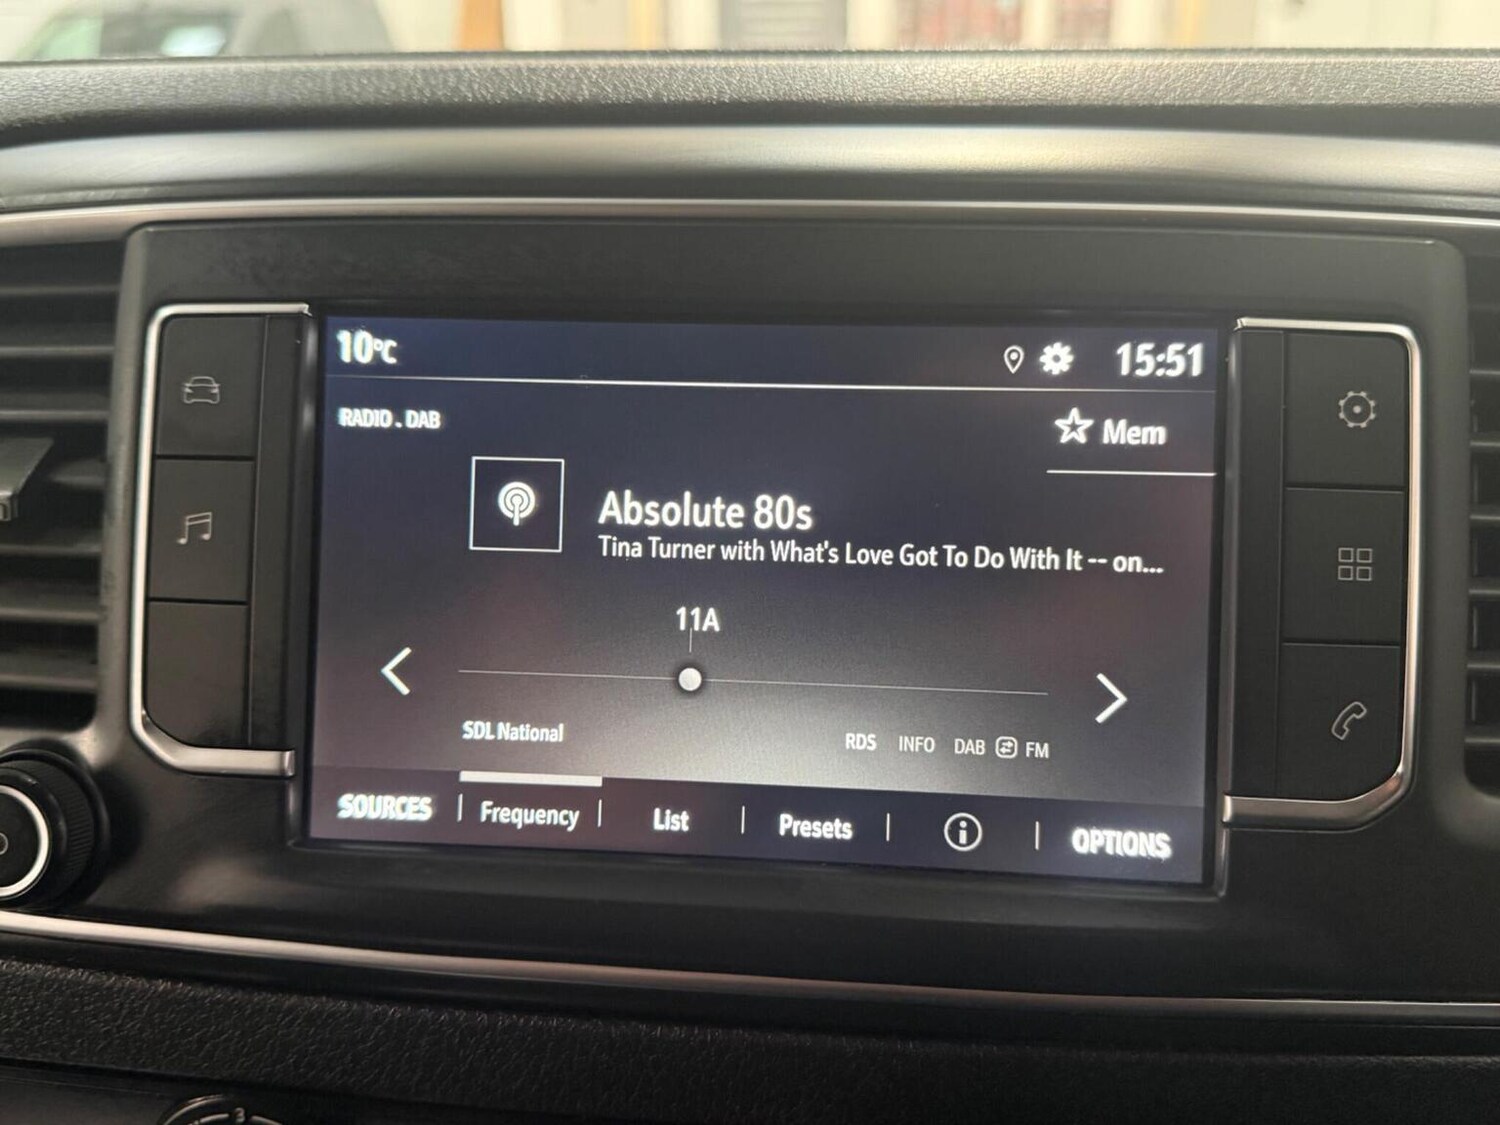 10°C
15:51
RADIO . DAB
Mem
Absolute 80s
Tina Turner with What's Love Got To Do With It -- on...
11A
SDL National
RDS INFO DAB FM
SOURCES | Frequency | List | Presets | i | OPTIONS
3